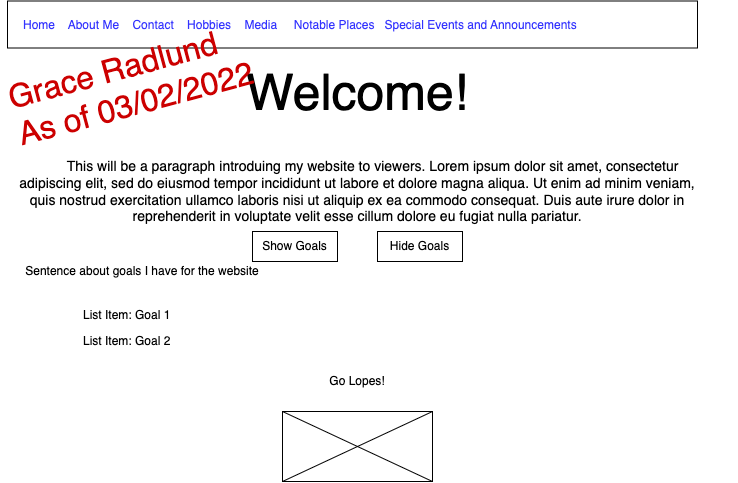 Home About Me Contact Hobbies Media Notable Places Special Events and Announcements
Grace Radlund
As of 03/02/2022
Welcome!
This will be a paragraph introduing my website to viewers. Lorem ipsum dolor sit amet, consectetur
adipiscing elit, sed do eiusmod tempor incididunt ut labore et dolore magna aliqua. Ut enim ad minim veniam,
quis nostrud exercitation ullamco laboris nisi ut aliquip ex ea commodo consequat. Duis aute irure dolor in
reprehenderit in voluptate velit esse cillum dolore eu fugiat nulla pariatur.
Show Goals Hide Goals
Sentence about goals I have for the website
List Item: Goal 1
List Item: Goal 2
Go Lopes!